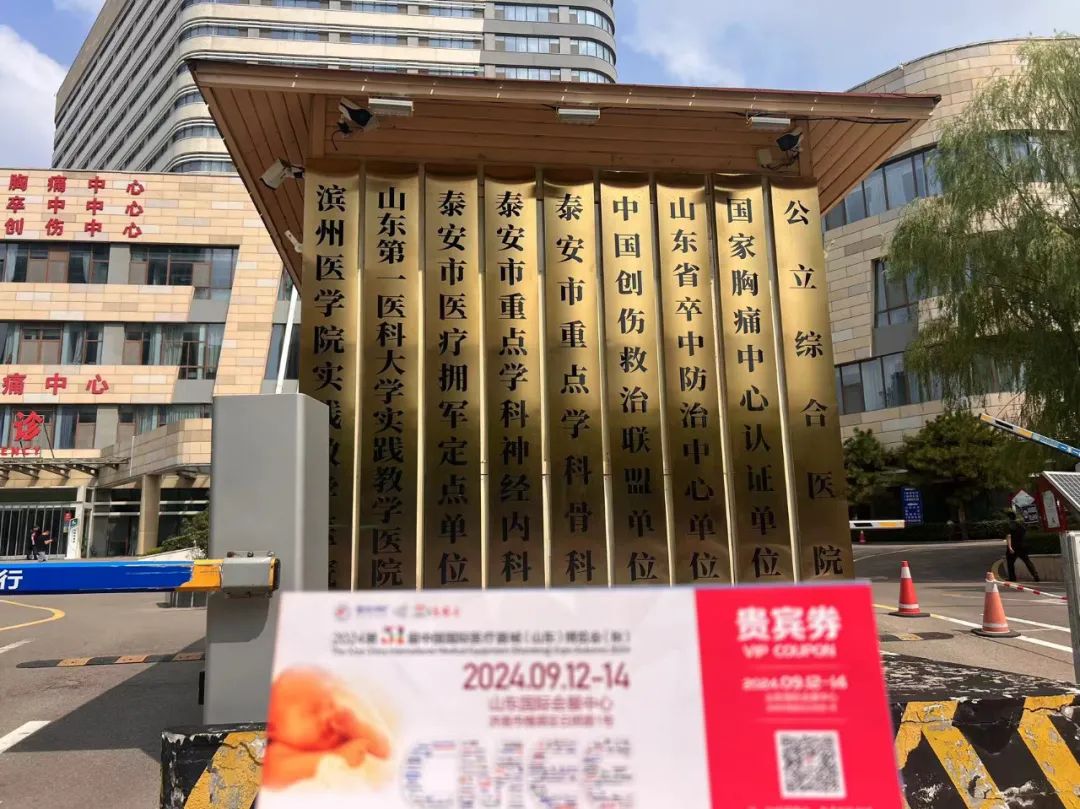 胸痛中心
卒中中心
创伤中心
痛中心
诊
ENCY
行
滨州医学院实践教学
山东第一医科大学实践教学医院
泰安市医疗拥军定点单位
泰安市重点学科神经内科
泰安市重点学科骨科
中国创伤救治联盟单位
山东省卒中防治中心单位
国家胸痛中心认证单位
公立综合医院
2024第51届中国国际医疗器械(山东)博览会(秋)
2024.09.12-14
山东国际会展中心
CMEE
贵宾券
VIP COUPON
2024.09.12-14